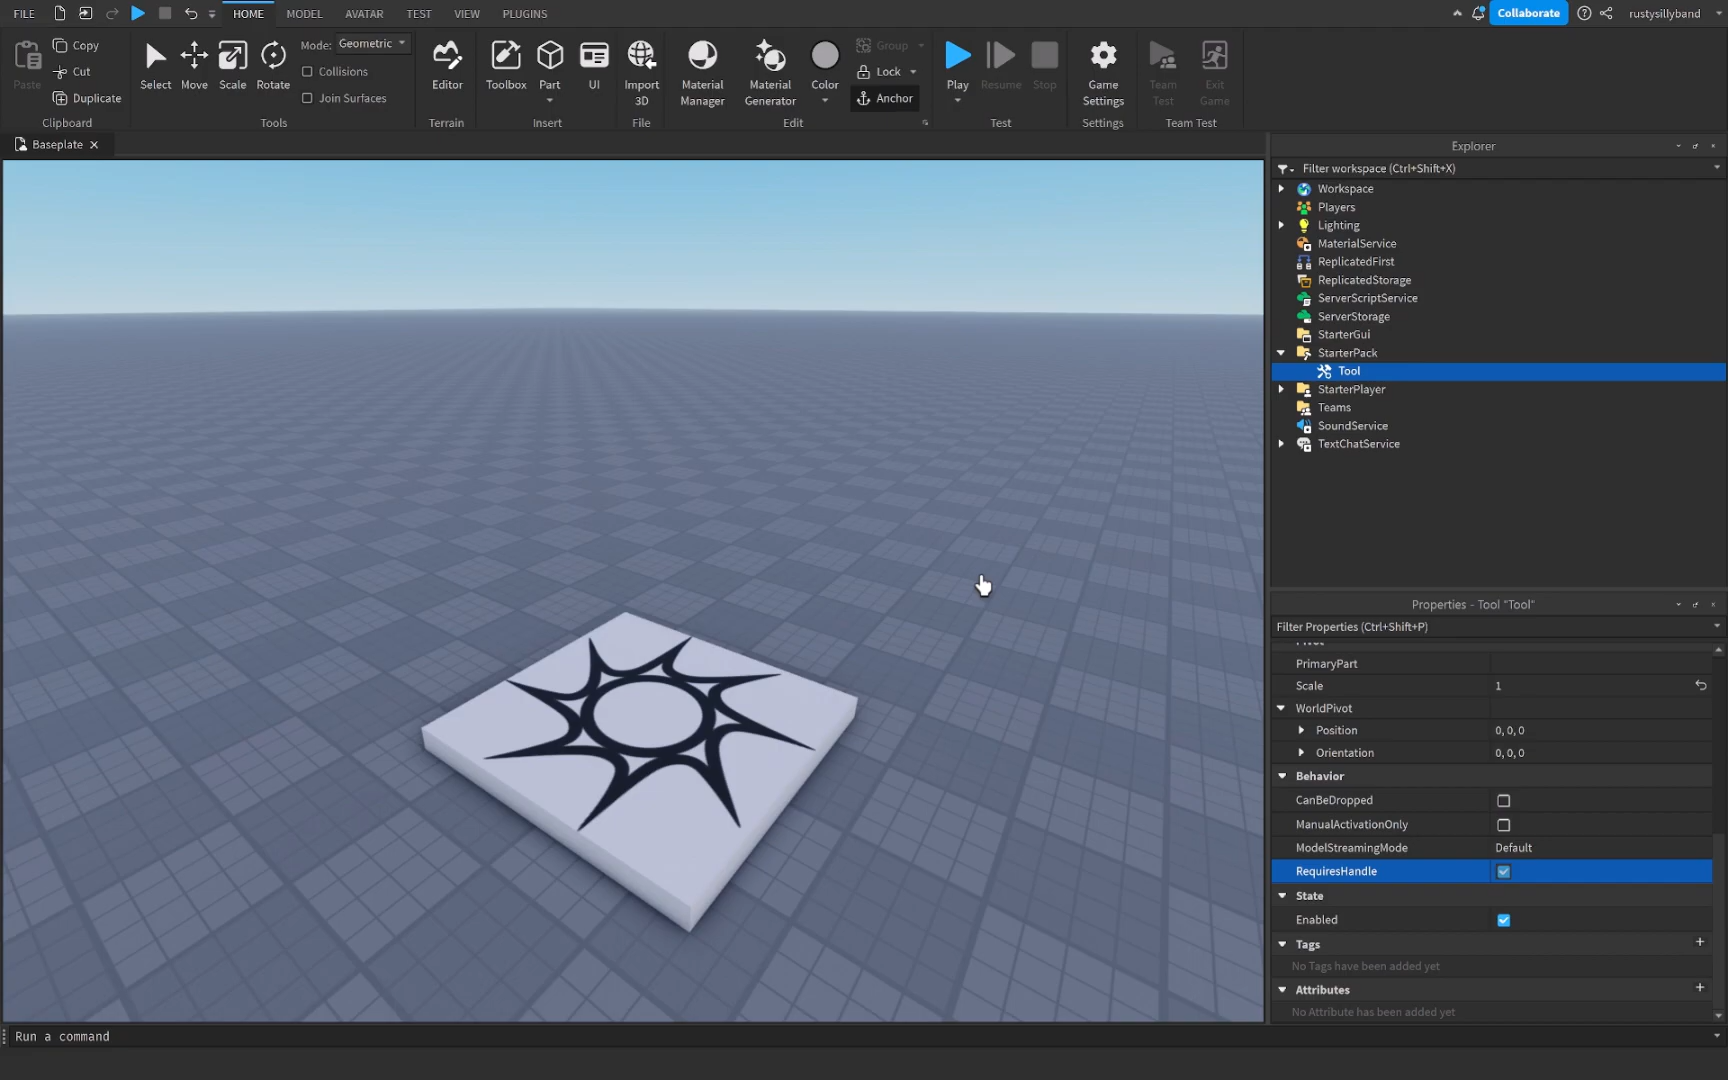 FILE HOME MODEL AVATAR TEST VIEW PLUGINS Collaborate rustysillyband
Paste Copy Cut Duplicate Clipboard
Select Move Scale Rotate Mode: Geometric Collisions Join Surfaces Tools
Editor Terrain
Toolbox Part UI Insert
Import 3D File
Material Manager Material Generator Color Group Lock Anchor Edit
Play Resume Stop Test
Game Settings Settings
Team Test Exit Game Team Test
Baseplate
Explorer
Filter workspace (Ctrl+Shift+X)
Workspace
Players
Lighting
MaterialService
ReplicatedFirst
ReplicatedStorage
ServerScriptService
ServerStorage
StarterGui
StarterPack
Tool
StarterPlayer
Teams
SoundService
TextChatService
Properties - Tool "Tool"
Filter Properties (Ctrl+Shift+P)
PrimaryPart
Scale 1
WorldPivot
Position 0, 0, 0
Orientation 0, 0, 0
Behavior
CanBeDropped
ManualActivationOnly
ModelStreamingMode Default
RequiresHandle
State
Enabled
Tags
No Tags have been added yet
Attributes
No Attribute has been added yet
Run a command